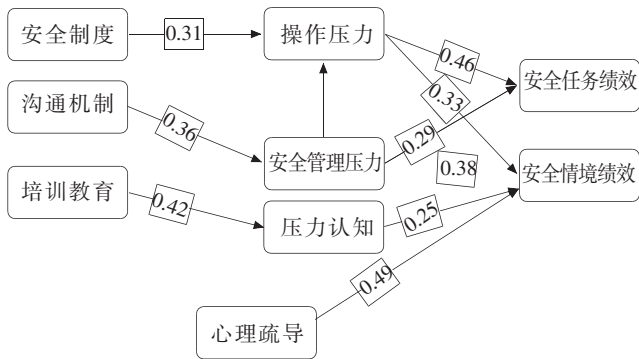 安全制度
0.31
操作压力
0.46
安全任务绩效
沟通机制
0.36
0.33
安全管理压力
0.29
0.38
安全情境绩效
培训教育
0.42
压力认知
0.25
0.49
心理疏导